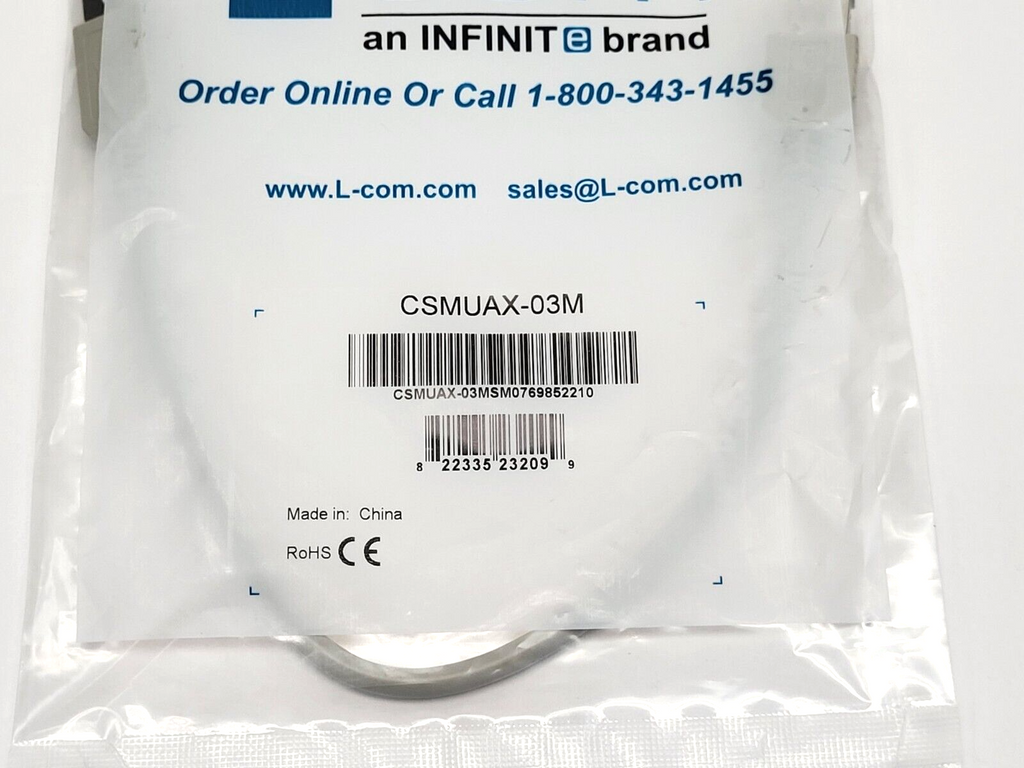 an INFINITe brand
Order Online Or Call 1-800-343-1455
www.L-com.com sales@L-com.com
CSMUAX-03M
CSMUAX-03MSM0769852210
8 22335 23209 9
Made in: China
RoHS CE